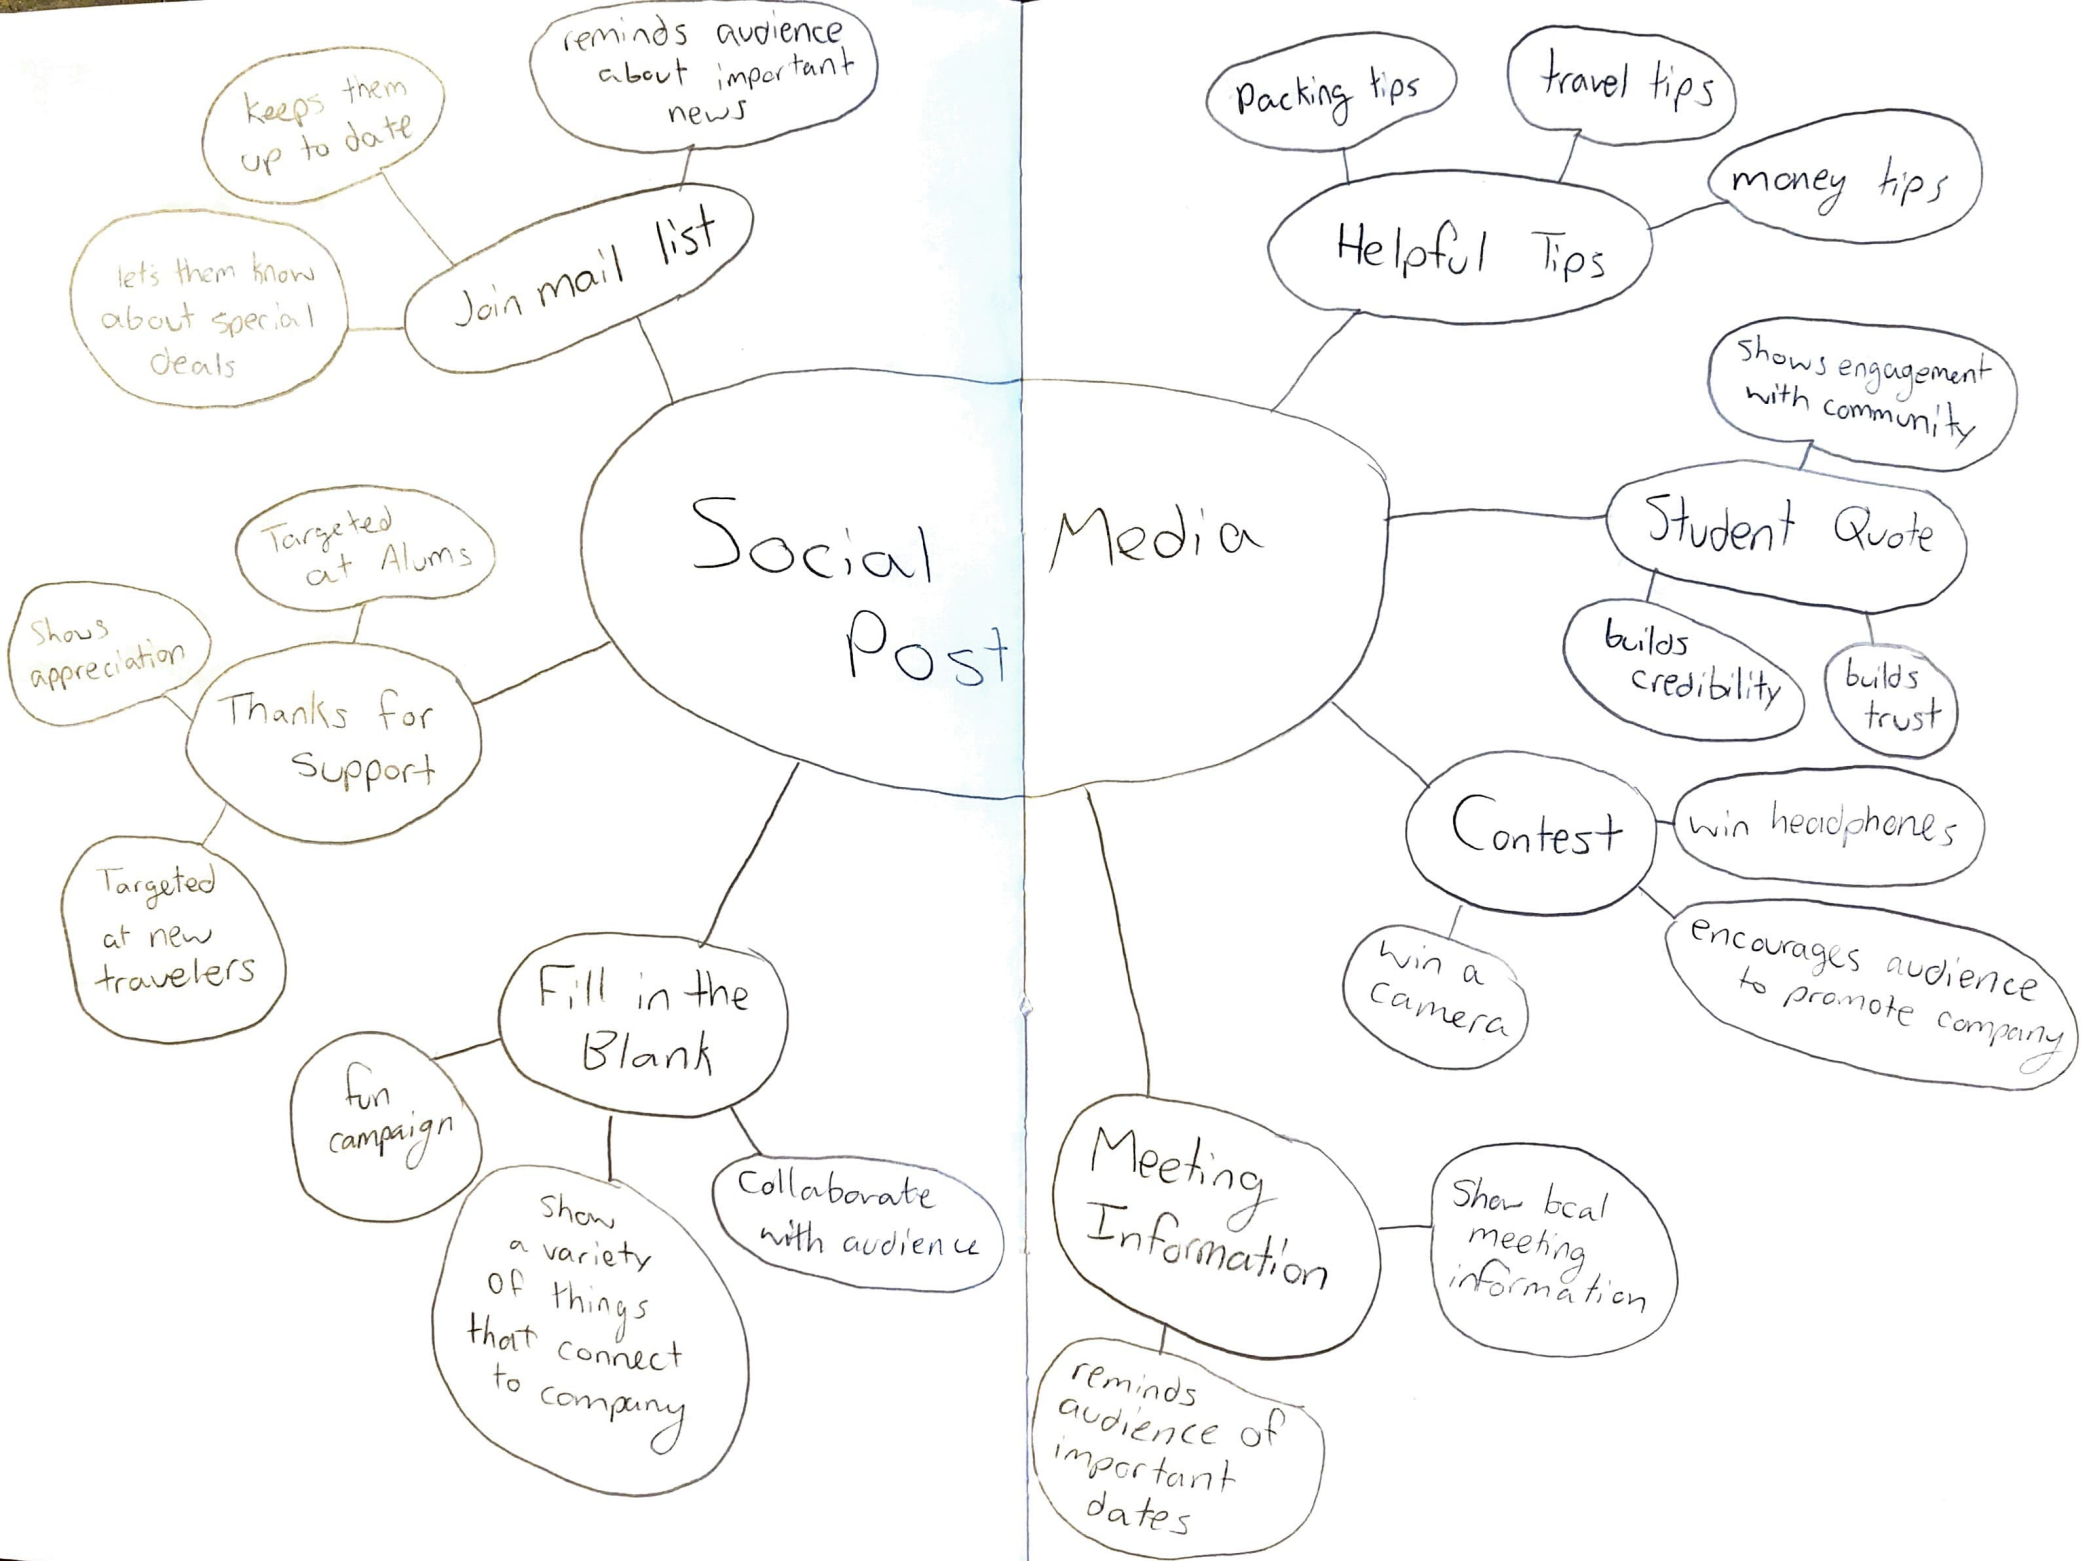 reminds audience
about important
news
keeps them
up to date
let's them know
about special
deals
Join mail list
Packing tips
travel tips
money tips
Helpful Tips
Shows engagement
with community
Student Quote
builds
credibility
builds
trust
Social Media
Post
Targeted
at Alums
Shows
appreciation
Thanks for
Support
Targeted
at new
travelers
Contest
win headphones
win a
camera
encourages audience
to promote company
Fill in the
Blank
fun
campaign
Show
a variety
of things
that connect
to company
Collaborate
with audience
Meeting
Information
Show local
meeting
information
reminds
audience of
important
dates